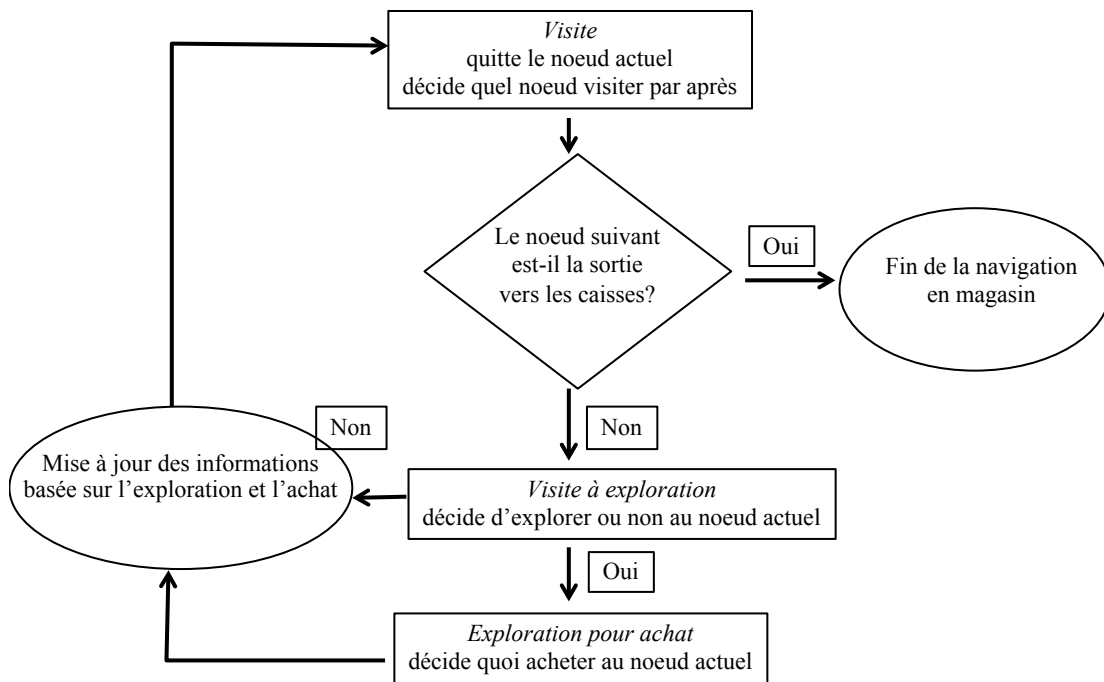 Visite
quitte le noeud actuel
décide quel noeud visiter par après
Le noeud suivant
est-il la sortie
vers les caisses?
Oui
Fin de la navigation
en magasin
Non
Non
Mise à jour des informations
basée sur l’exploration et l’achat
Visite à exploration
décide d’explorer ou non au noeud actuel
Oui
Exploration pour achat
décide quoi acheter au noeud actuel